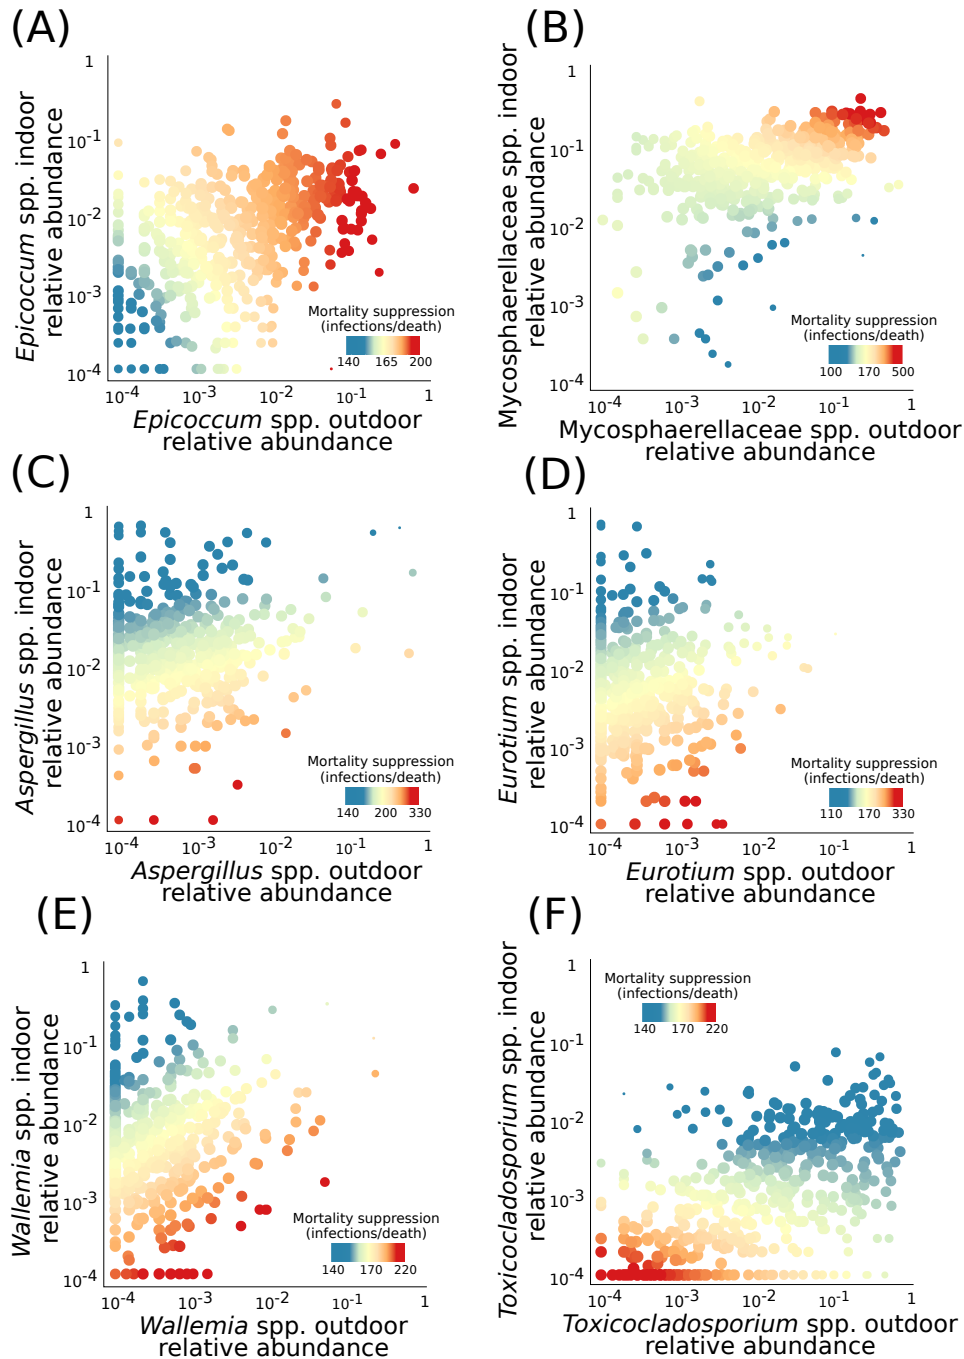 (A)
1
10-1
10-2
10-3
10-4
Epicoccum spp. indoor
relative abundance
Mortality suppression
(infections/death)
140 165 200
10-4 10-3 10-2 10-1 1
Epicoccum spp. outdoor
relative abundance
(B)
1
10-1
10-2
10-3
10-4
Mycosphaerellaceae spp. indoor
relative abundance
Mortality suppression
(infections/death)
100 170 500
10-4 10-3 10-2 10-1 1
Mycosphaerellaceae spp. outdoor
relative abundance
(C)
1
10-1
10-2
10-3
10-4
Aspergillus spp. indoor
relative abundance
Mortality suppression
(infections/death)
140 200 330
10-4 10-3 10-2 10-1 1
Aspergillus spp. outdoor
relative abundance
(D)
1
10-1
10-2
10-3
10-4
Eurotium spp. indoor
relative abundance
Mortality suppression
(infections/death)
110 170 330
10-4 10-3 10-2 10-1 1
Eurotium spp. outdoor
relative abundance
(E)
1
10-1
10-2
10-3
10-4
Wallemia spp. indoor
relative abundance
Mortality suppression
(infections/death)
140 170 220
10-4 10-3 10-2 10-1 1
Wallemia spp. outdoor
relative abundance
(F)
1
10-1
10-2
10-3
10-4
Toxicocladosporium spp. indoor
relative abundance
Mortality suppression
(infections/death)
140 170 220
10-4 10-3 10-2 10-1 1
Toxicocladosporium spp. outdoor
relative abundance